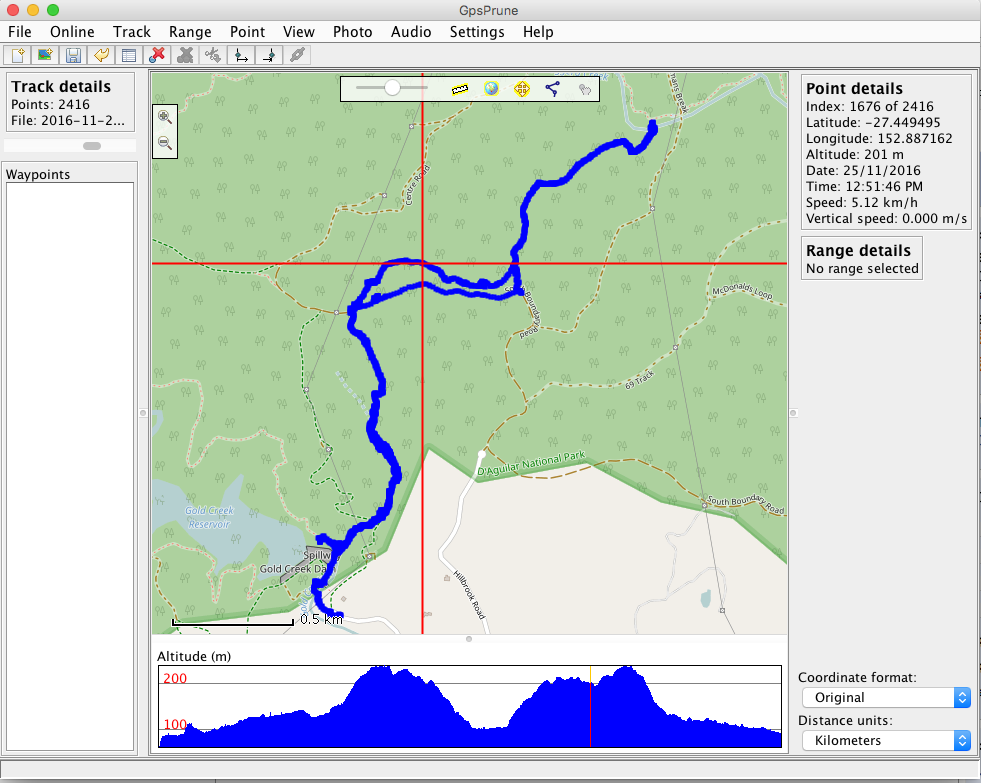 GpsPrune
File Online Track Range Point View Photo Audio Settings Help
Track details
Points: 2416
File: 2016-11-2...
Waypoints
Point details
Index: 1676 of 2416
Latitude: -27.449495
Longitude: 152.887162
Altitude: 201 m
Date: 25/11/2016
Time: 12:51:46 PM
Speed: 5.12 km/h
Vertical speed: 0.000 m/s
Range details
No range selected
mans Break
Centre Road
Boundary
Road
McDonalds Loop
69 Track
D'Aguilar National Park
South Boundary Road
Gold Creek
Reservoir
Spillw
Gold Creek Da
Hillbrook Road
0.5 km
Altitude (m)
200
100
Coordinate format:
Original
Distance units:
Kilometers